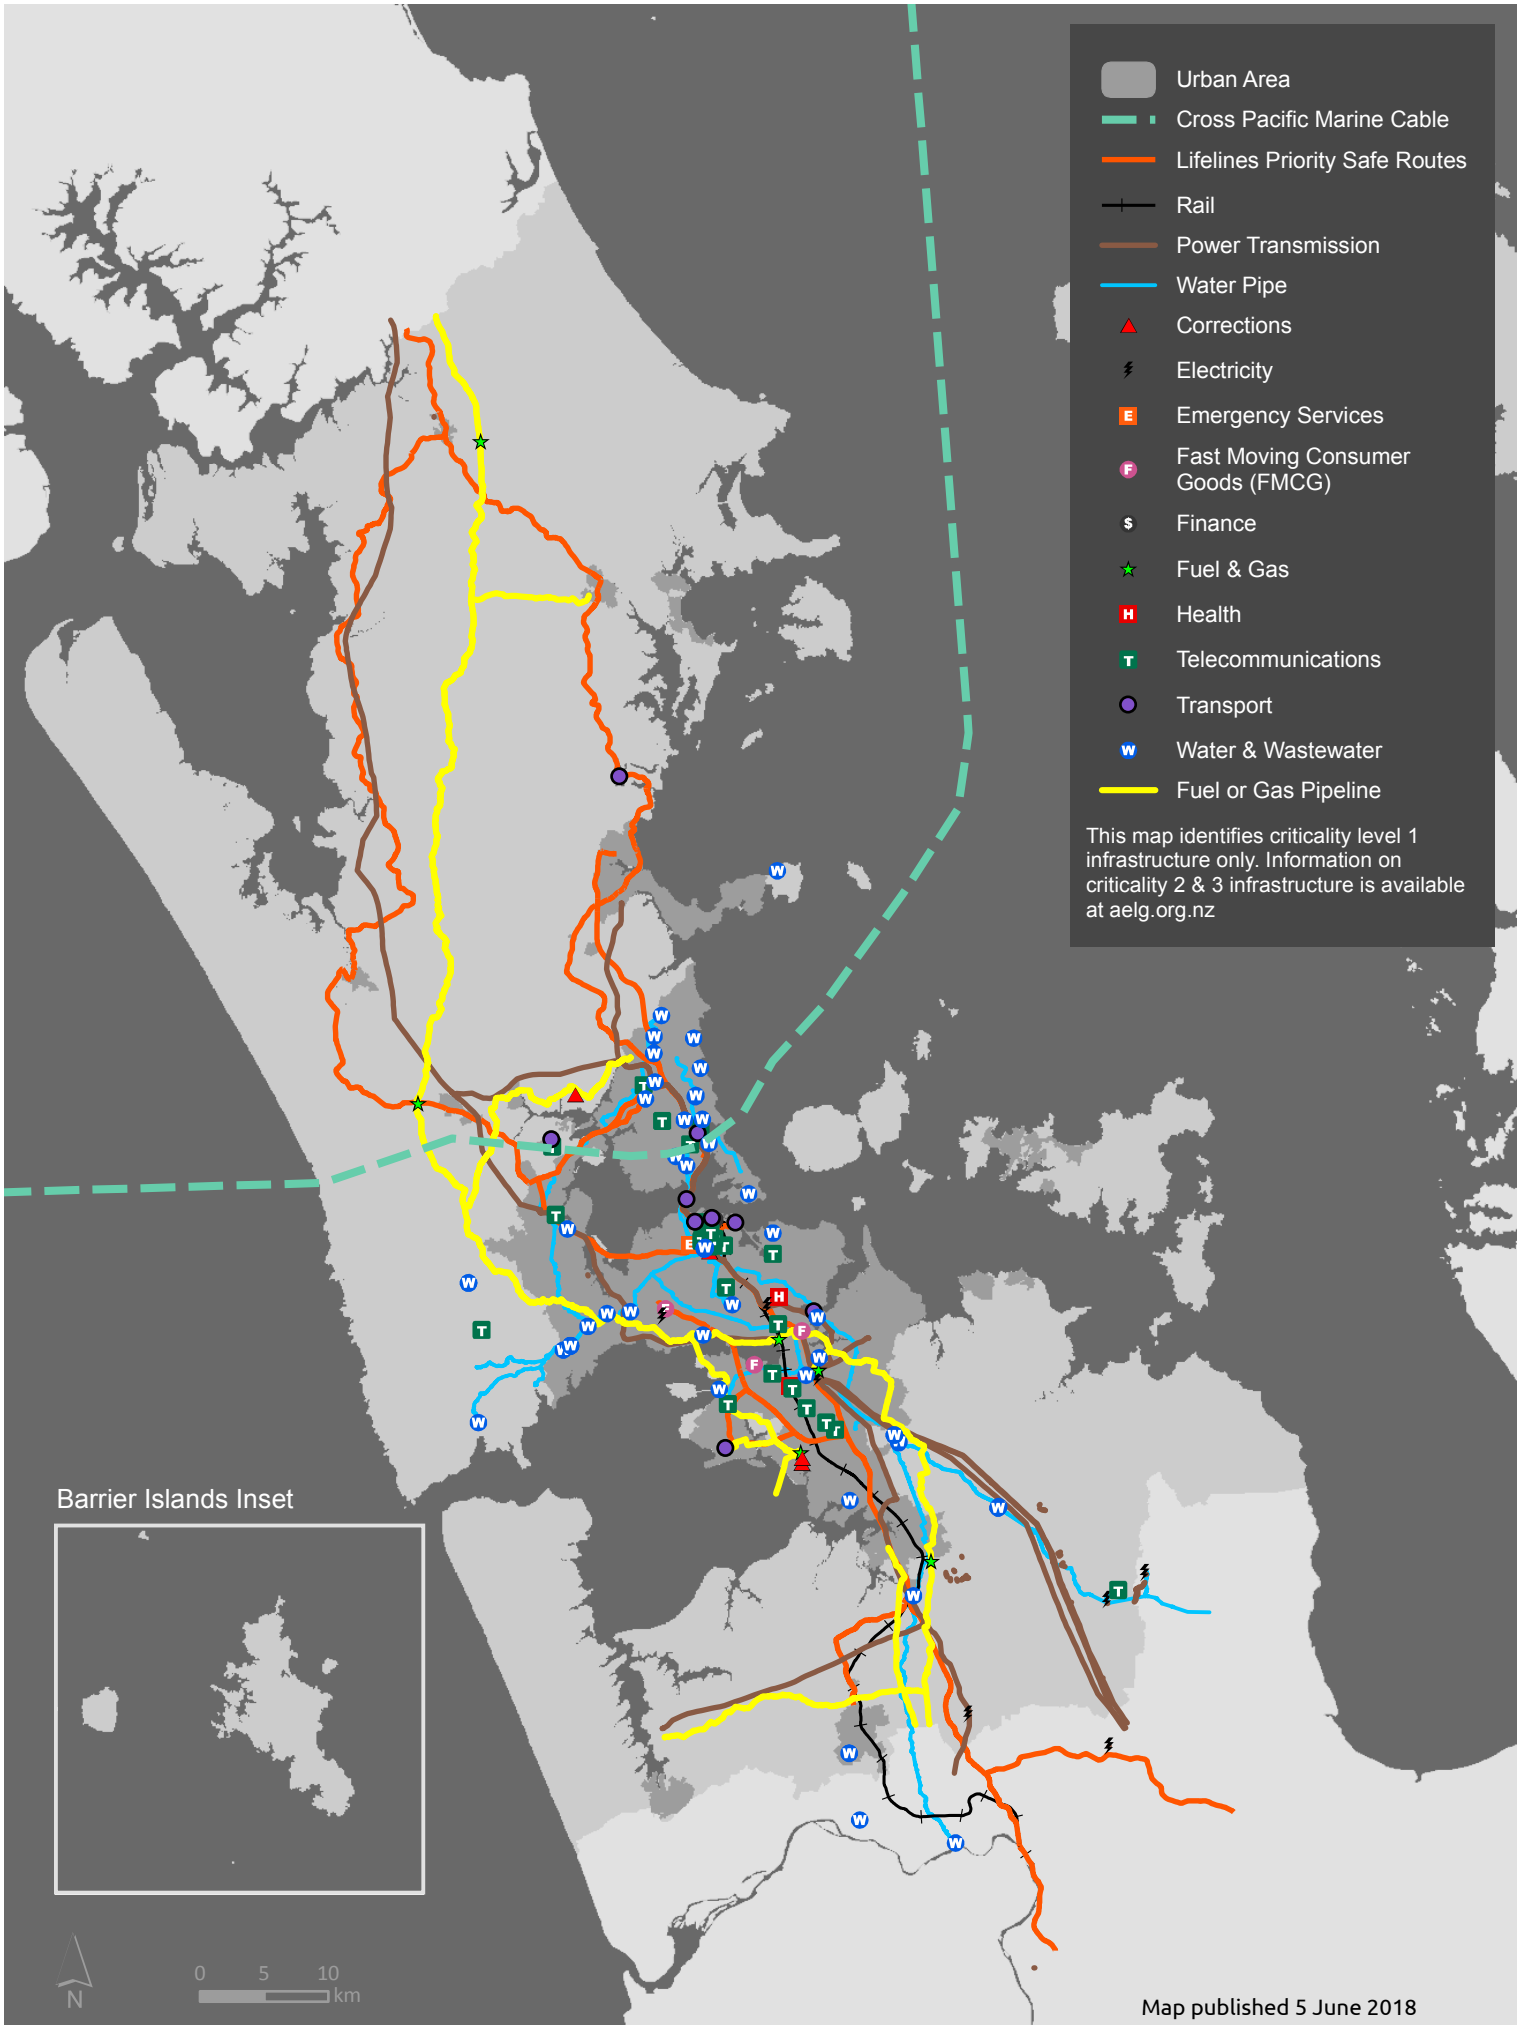 Urban Area
Cross Pacific Marine Cable
Lifelines Priority Safe Routes
Rail
Power Transmission
Water Pipe
Corrections
Electricity
E Emergency Services
Fast Moving Consumer
F Goods (FMCG)
$ Finance
Fuel & Gas
H Health
T Telecommunications
Transport
W Water & Wastewater
Fuel or Gas Pipeline
This map identifies criticality level 1
infrastructure only. Information on
criticality 2 & 3 infrastructure is available
at aelg.org.nz
Barrier Islands Inset
N
0 5 10
km
Map published 5 June 2018